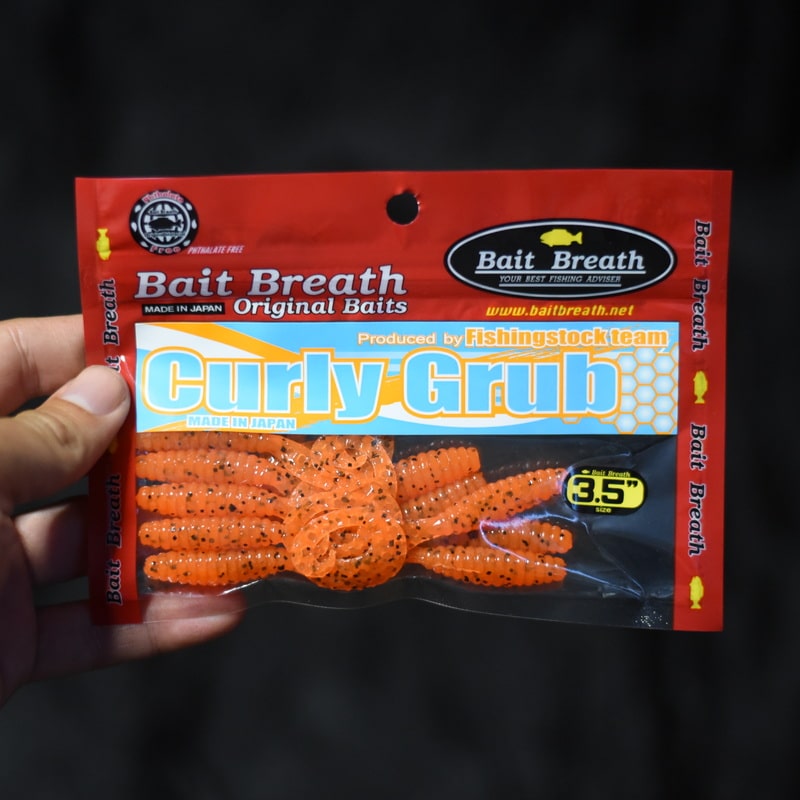 Phthalate
Free
PHTHALATE FREE
Bait Breath
MADE IN JAPAN
Original Baits
Bait Breath
YOUR BEST FISHING ADVISER
www.baitbreath.net
Produced by Fishingstock team
Curly Grub
MADE IN JAPAN
Bait Breath
3.5"
size
Bait Breath
Bait Breath
Bait Breath
Bait Breath